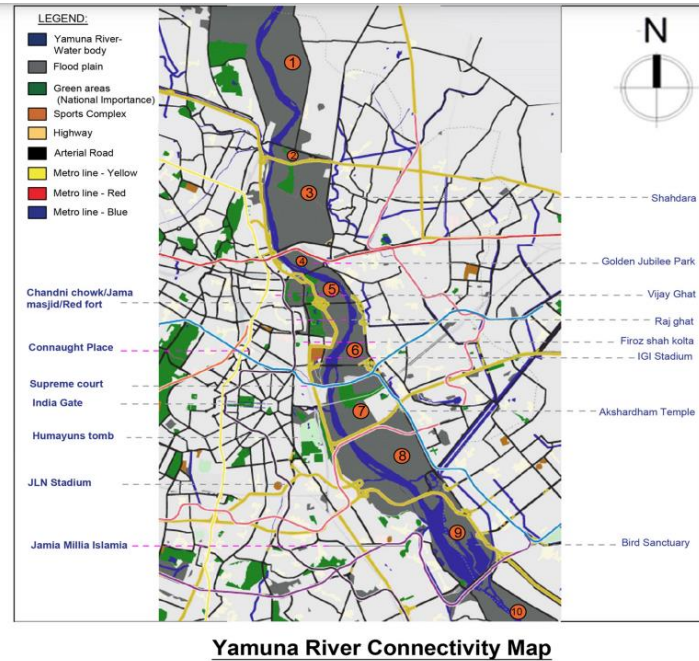 LEGEND:
Yamuna River-
Water body
Flood plain
Green areas
(National Importance)
Sports Complex
Highway
Arterial Road
Metro line - Yellow
Metro line - Red
Metro line - Blue
N
1
2
3
Shahdara
4
Golden Jubilee Park
Chandni chowk/Jama
masjid/Red fort
5
Vijay Ghat
Raj ghat
Connaught Place
6
Firoz shah kolta
IGI Stadium
Supreme court
India Gate
7
Akshardham Temple
Humayuns tomb
8
JLN Stadium
9
Jamia Millia Islamia
Bird Sanctuary
10
Yamuna River Connectivity Map